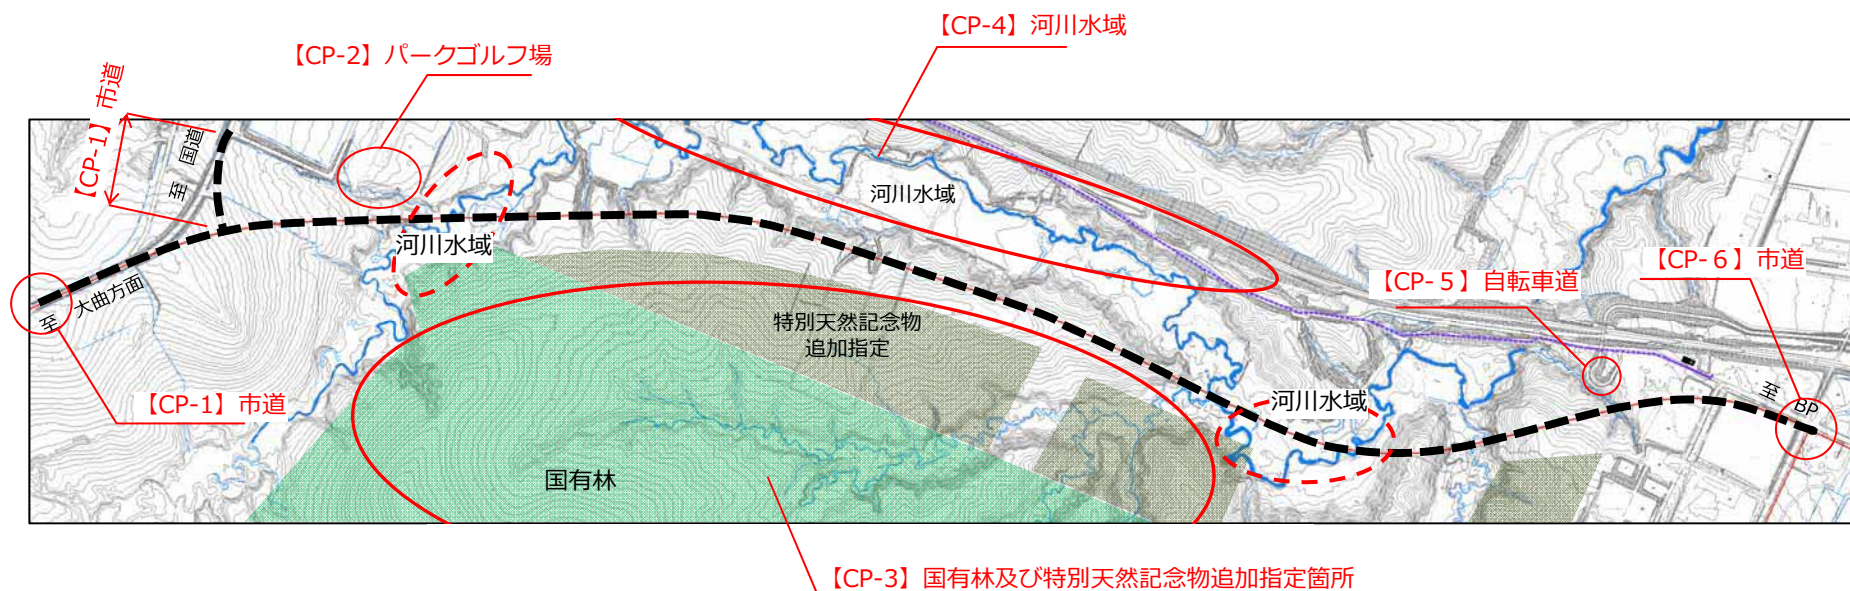 【CP-4】河川水域
【CP-2】パークゴルフ場
【CP-1】市道
至 国道
河川水域
河川水域
【CP-6】市道
【CP-5】自転車道
至 大曲方面
特別天然記念物
追加指定
至 BP
河川水域
【CP-1】市道
国有林
【CP-3】国有林及び特別天然記念物追加指定箇所